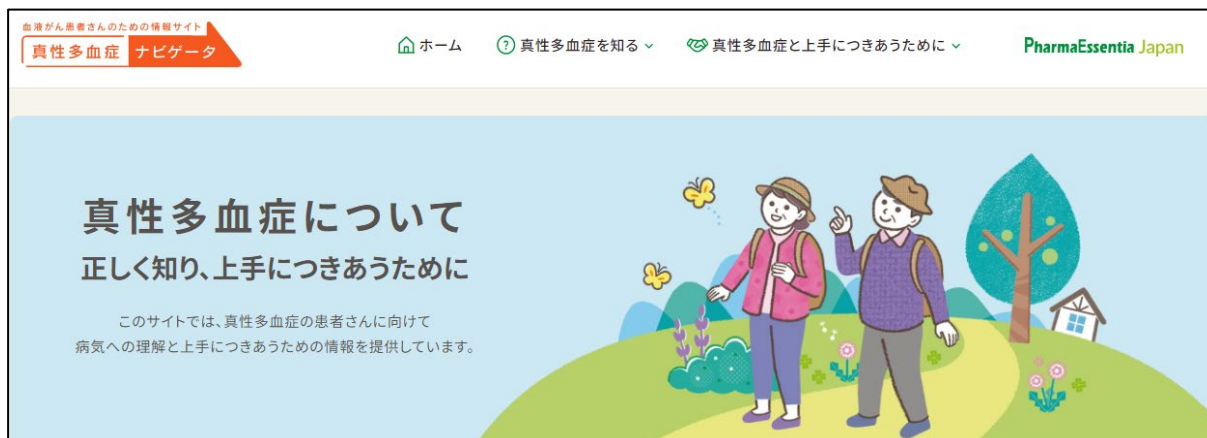 血液がん患者さんのための情報サイト
真性多血症 ナビゲータ
ホーム
真性多血症を知る
真性多血症と上手につきあうために
PharmaEssentia Japan
真性多血症について
正しく知り、上手につきあうために
このサイトでは、真性多血症の患者さんに向けて
病気への理解と上手につきあうための情報を提供しています。